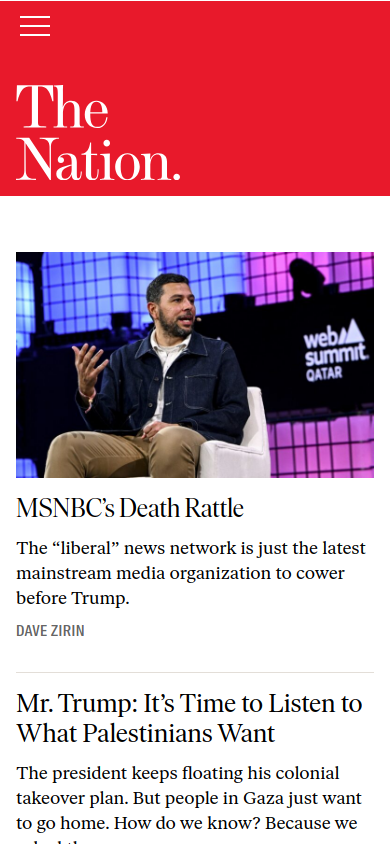 The
Nation.
web
summit
QATAR
MSNBC’s Death Rattle
The “liberal” news network is just the latest
mainstream media organization to cower
before Trump.
DAVE ZIRIN
Mr. Trump: It’s Time to Listen to
What Palestinians Want
The president keeps floating his colonial
takeover plan. But people in Gaza just want
to go home. How do we know? Because we